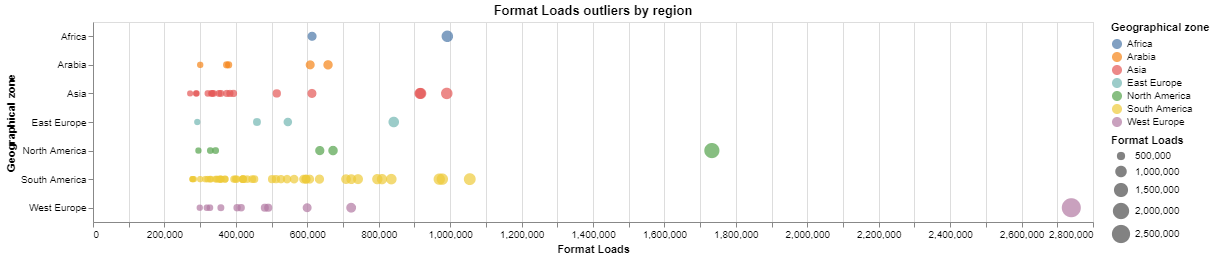 Format Loads outliers by region
Geographical zone
Africa
Arabia
Asia
East Europe
North America
South America
West Europe
0 200,000 400,000 600,000 800,000 1,000,000 1,200,000 1,400,000 1,600,000 1,800,000 2,000,000 2,200,000 2,400,000 2,600,000 2,800,000
Format Loads
Geographical zone
Africa
Arabia
Asia
East Europe
North America
South America
West Europe
Format Loads
500,000
1,000,000
1,500,000
2,000,000
2,500,000